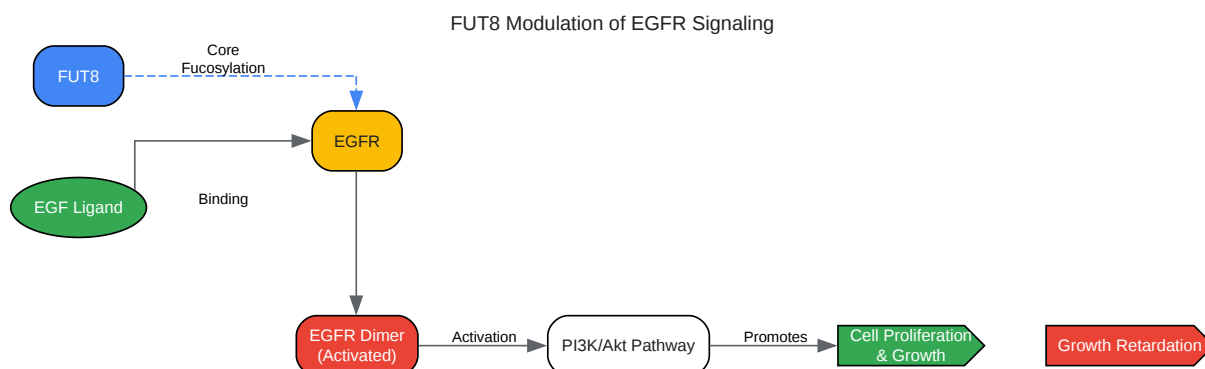 FUT8 Modulation of EGFR Signaling
Core
Fucosylation
FUT8
EGFR
Binding
EGF Ligand
EGFR Dimer
(Activated)
Activation
PI3K/Akt Pathway
Promotes
Cell Proliferation
& Growth
Growth Retardation